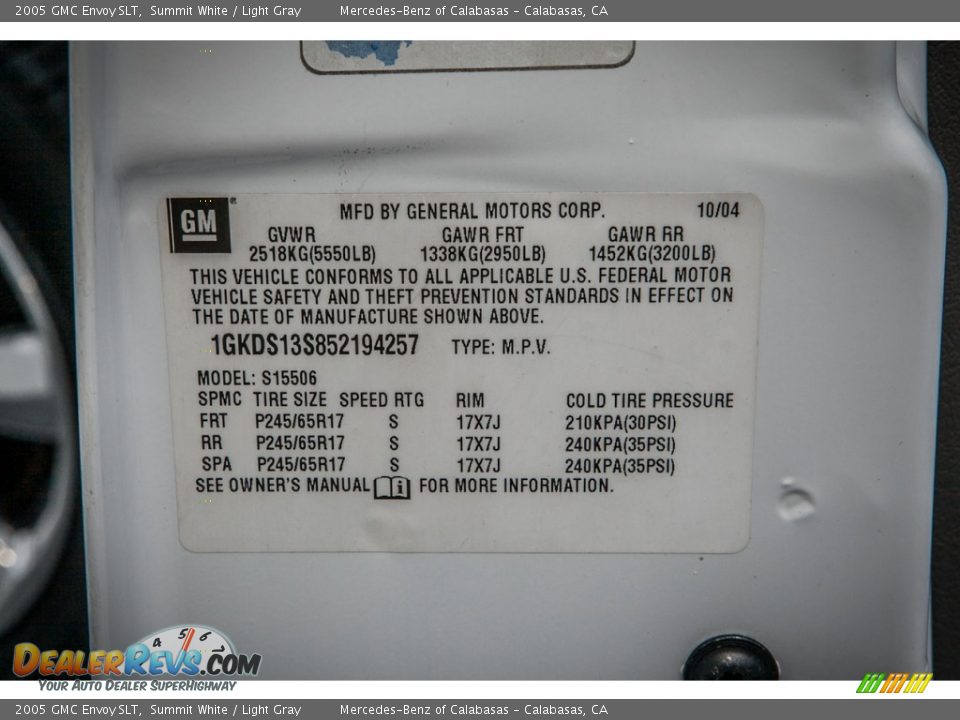 2005 GMC Envoy SLT, Summit White / Light Gray Mercedes-Benz of Calabasas - Calabasas, CA
GM® MFD BY GENERAL MOTORS CORP. 10/04
GVWR GAWR FRT GAWR RR
2518KG(5550LB) 1338KG(2950LB) 1452KG(3200LB)
THIS VEHICLE CONFORMS TO ALL APPLICABLE U.S. FEDERAL MOTOR
VEHICLE SAFETY AND THEFT PREVENTION STANDARDS IN EFFECT ON
THE DATE OF MANUFACTURE SHOWN ABOVE.
1GKDS13S852194257 TYPE: M.P.V.
MODEL: S15506
SPMC TIRE SIZE SPEED RTG RIM COLD TIRE PRESSURE
FRT P245/65R17 S 17X7J 210KPA(30PSI)
RR P245/65R17 S 17X7J 240KPA(35PSI)
SPA P245/65R17 S 17X7J 240KPA(35PSI)
SEE OWNER'S MANUAL i FOR MORE INFORMATION.
4 5 6 7
DEALERREVS.COM
YOUR AUTO DEALER SUPERHIGHWAY
2005 GMC Envoy SLT, Summit White / Light Gray Mercedes-Benz of Calabasas - Calabasas, CA